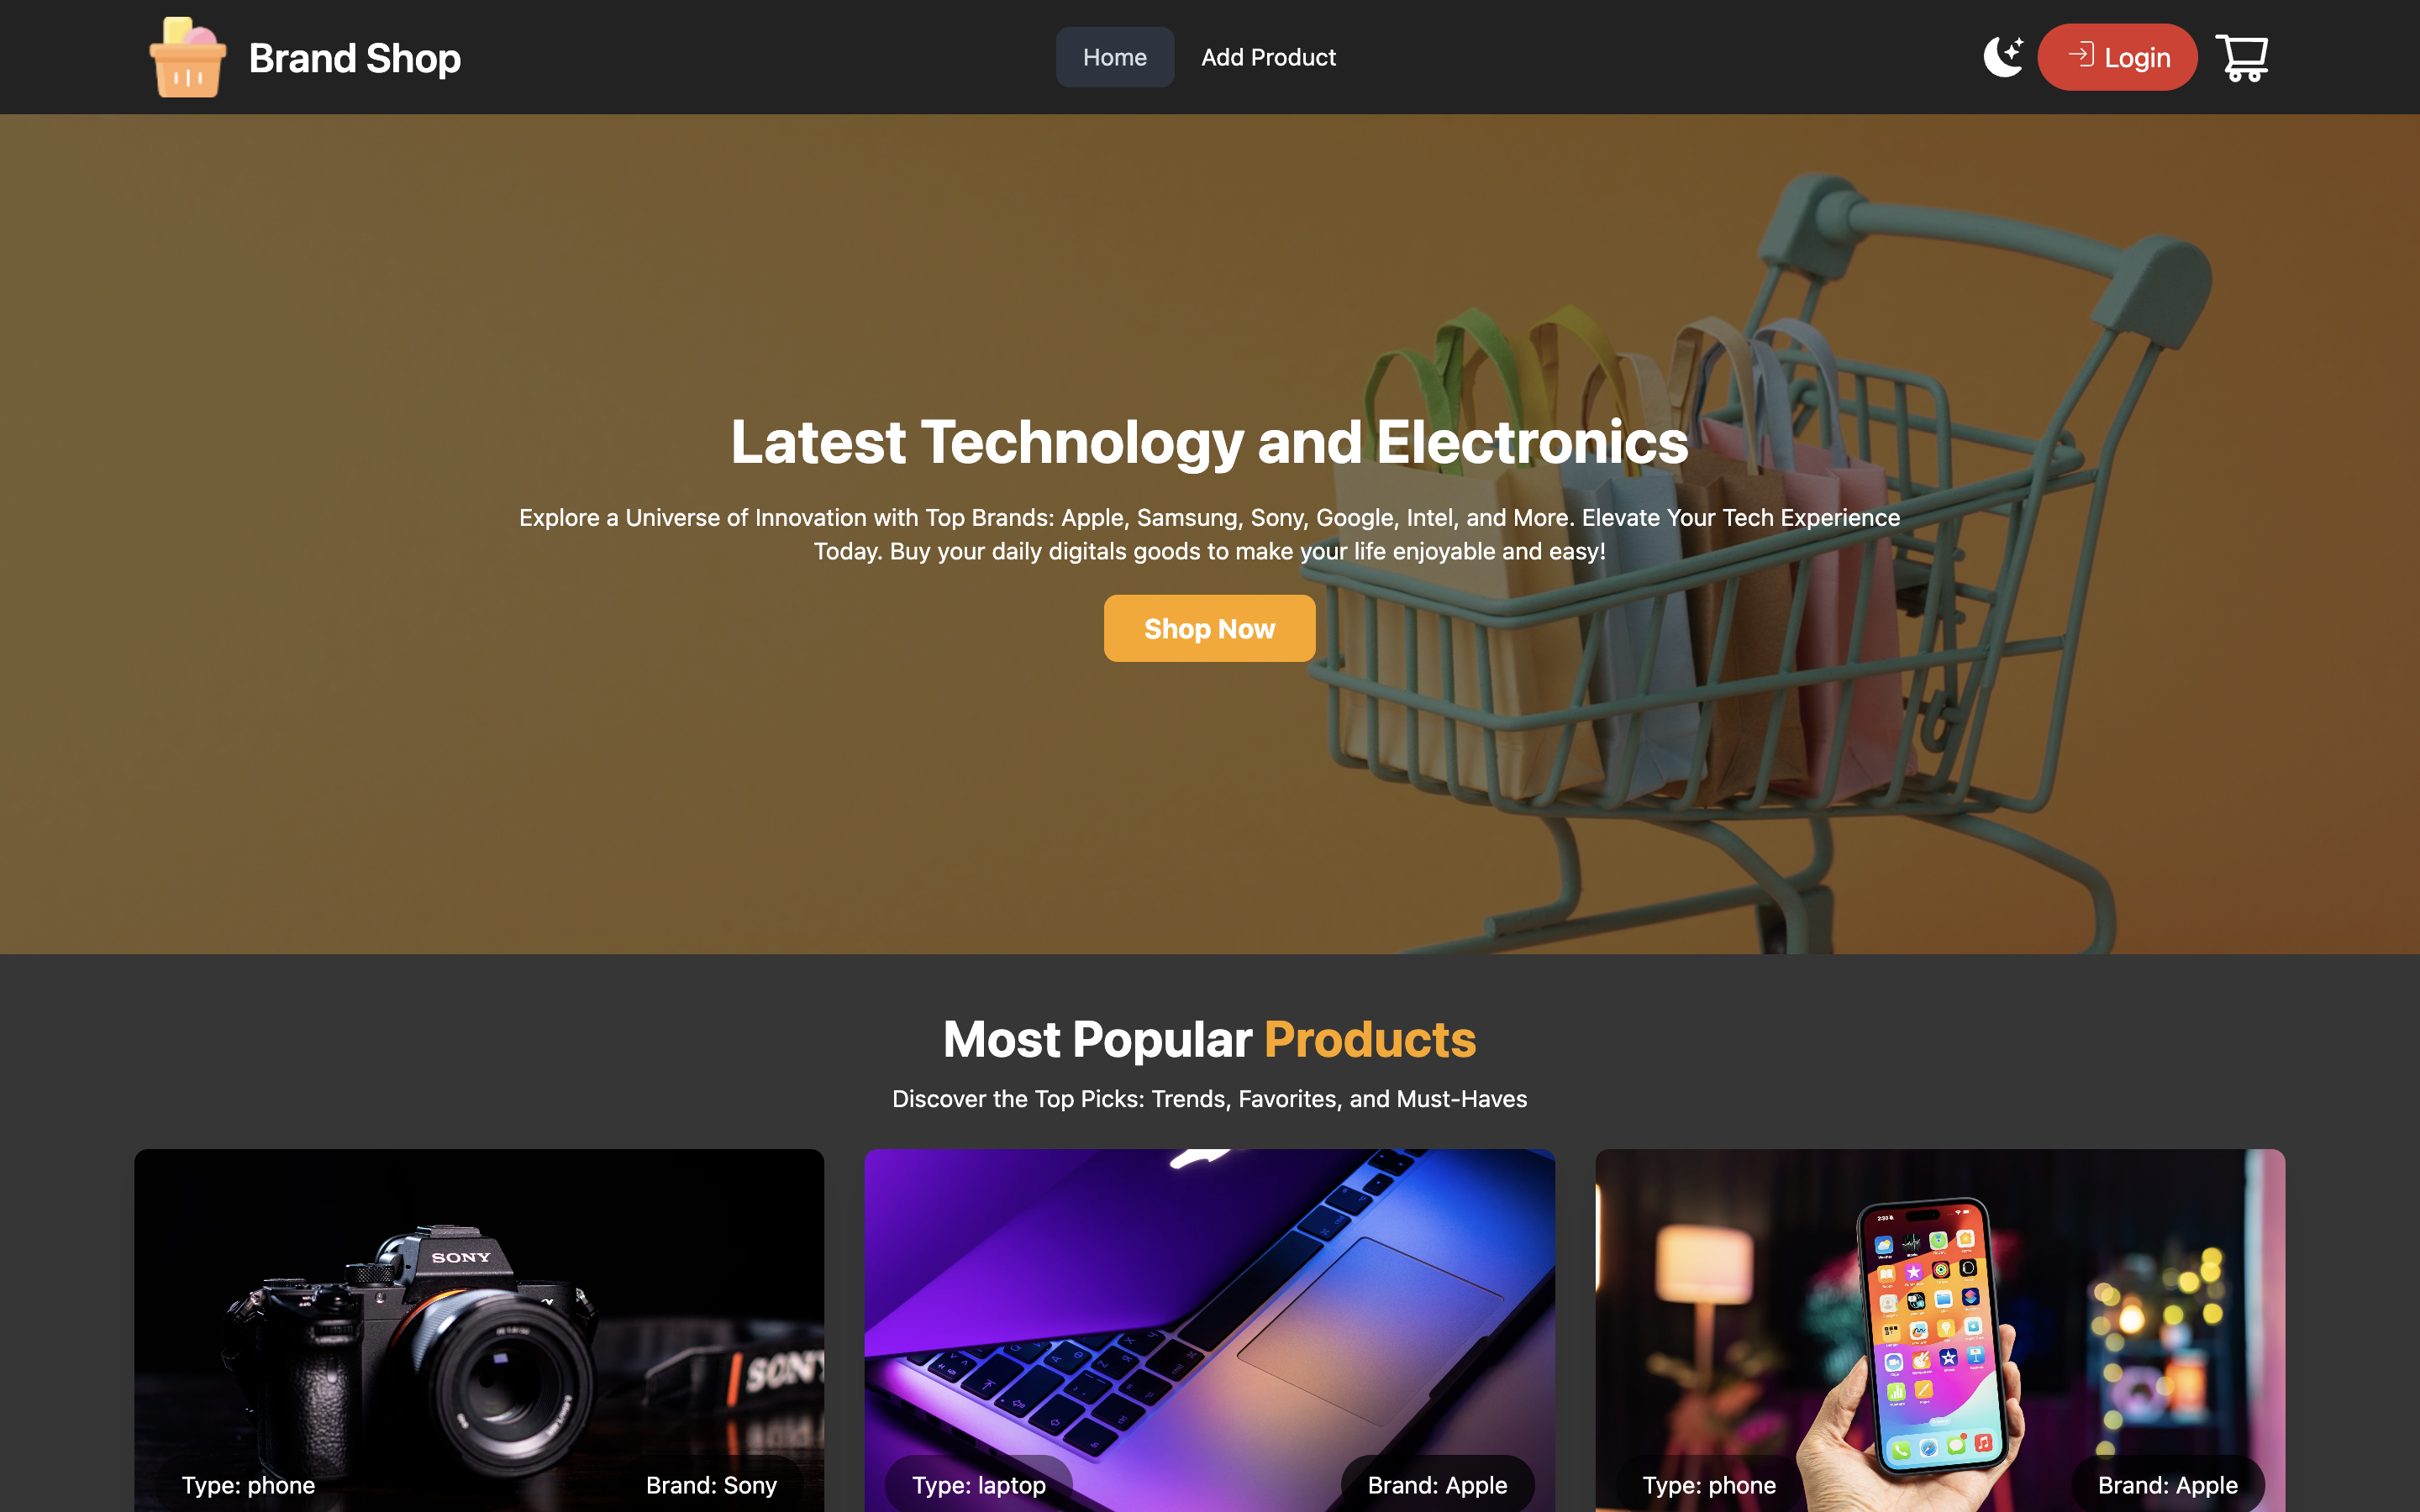 Brand Shop
Home
Add Product
Login
Latest Technology and Electronics
Explore a Universe of Innovation with Top Brands: Apple, Samsung, Sony, Google, Intel, and More. Elevate Your Tech Experience
Today. Buy your daily digitals goods to make your life enjoyable and easy!
Shop Now
Most Popular Products
Discover the Top Picks: Trends, Favorites, and Must-Haves
SONY
SONY
Type: phone
Brand: Sony
Type: laptop
Brand: Apple
Type: phone
Brand: Apple